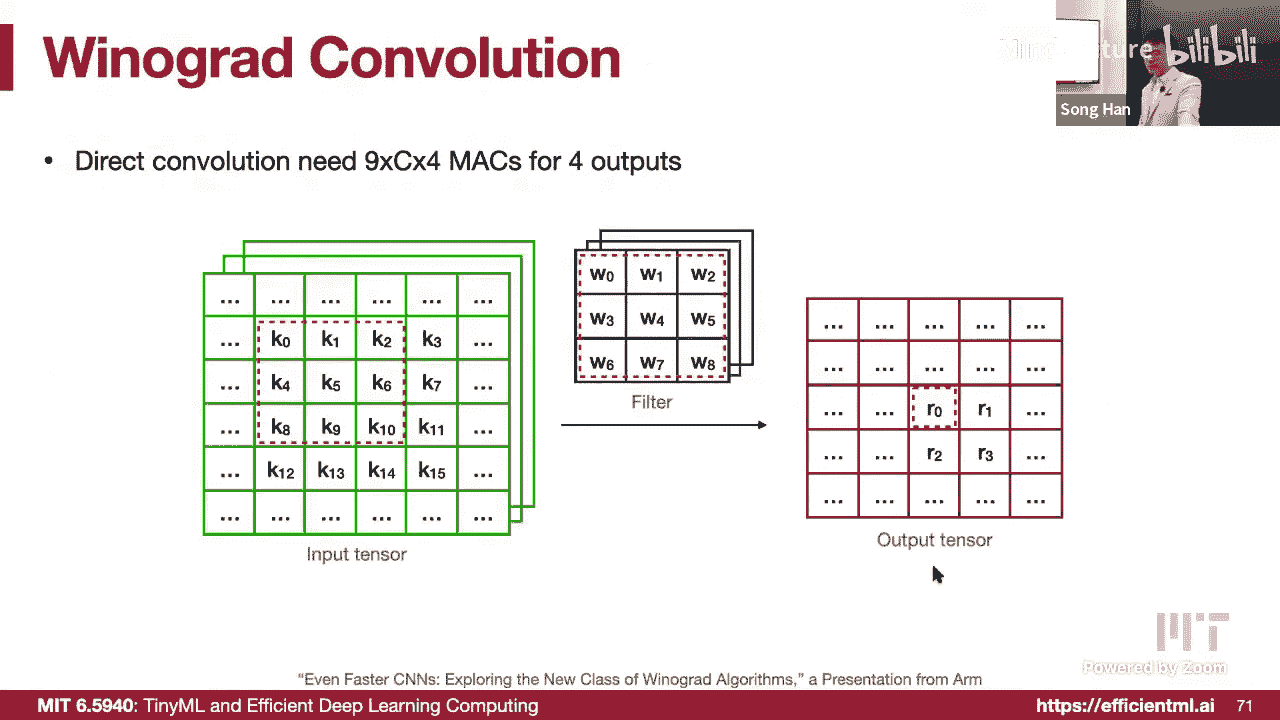 Winograd Convolution
bilibili
Song Han
• Direct convolution need 9xCx4 MACs for 4 outputs
... ... ... ... ... ...
... k0 k1 k2 k3 ...
... k4 k5 k6 k7 ...
... k8 k9 k10 k11 ...
... k12 k13 k14 k15 ...
... ... ... ... ... ...
Input tensor
w0 w1 w2
w3 w4 w5
w6 w7 w8
Filter
... ... ... ... ...
... ... ... ... ...
... ... r0 r1 ...
... ... r2 r3 ...
... ... ... ... ...
Output tensor
MIT
Powered by Zoom
“Even Faster CNNs: Exploring the New Class of Winograd Algorithms,” a Presentation from Arm
MIT 6.5940: TinyML and Efficient Deep Learning Computing
https://efficientml.ai
71